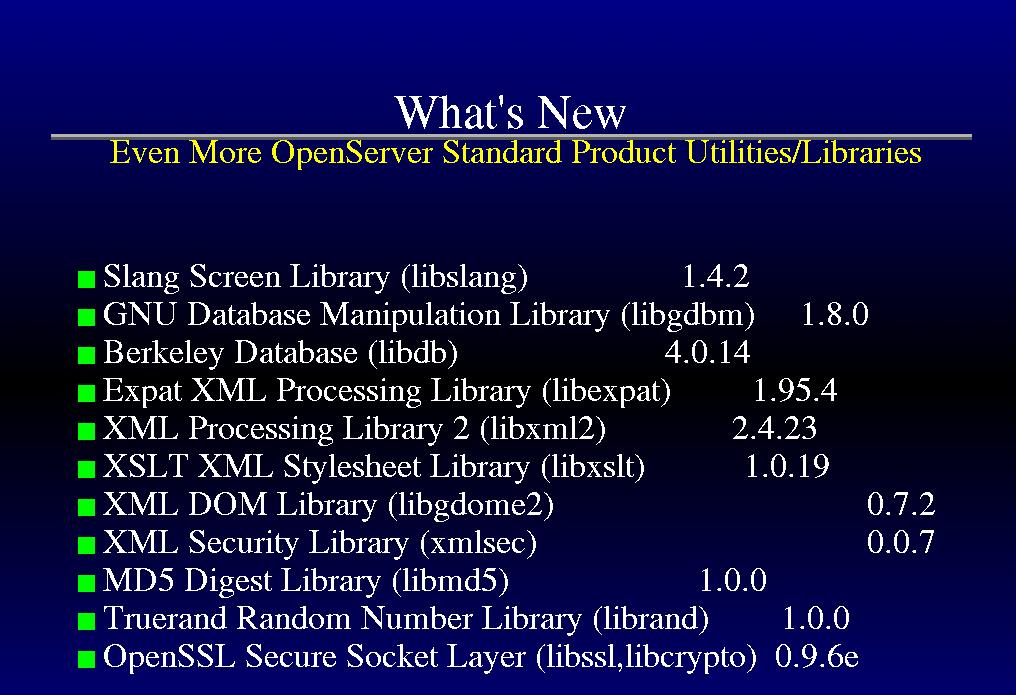 What's New
Even More OpenServer Standard Product Utilities/Libraries
Slang Screen Library (libslang) 1.4.2
GNU Database Manipulation Library (libgdbm) 1.8.0
Berkeley Database (libdb) 4.0.14
Expat XML Processing Library (libexpat) 1.95.4
XML Processing Library 2 (libxml2) 2.4.23
XSLT XML Stylesheet Library (libxslt) 1.0.19
XML DOM Library (libgdome2) 0.7.2
XML Security Library (xmlsec) 0.0.7
MD5 Digest Library (libmd5) 1.0.0
Truerand Random Number Library (librand) 1.0.0
OpenSSL Secure Socket Layer (libssl,libcrypto) 0.9.6e